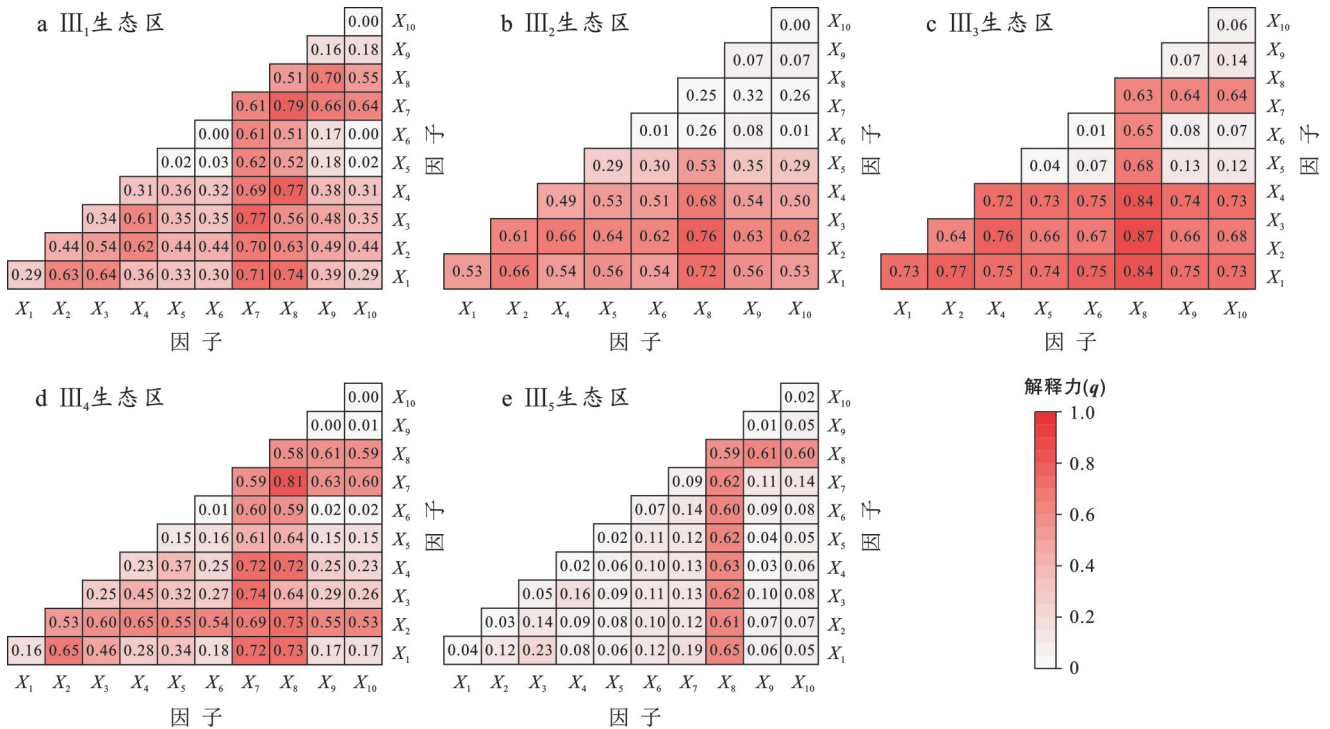 a Ⅲ₁生态区
0.00 X₁₀
0.16 0.18 X₉
0.51 0.70 0.55 X₈
0.61 0.79 0.66 0.64 X₇
0.00 0.61 0.51 0.17 0.00 X₆
0.02 0.03 0.62 0.52 0.18 0.02 X₅
0.31 0.36 0.32 0.69 0.77 0.38 0.31 X₄
0.34 0.61 0.35 0.35 0.77 0.56 0.48 0.35 X₃
0.44 0.54 0.62 0.44 0.44 0.70 0.63 0.49 0.44 X₂
0.29 0.63 0.64 0.36 0.33 0.30 0.71 0.74 0.39 0.29 X₁
X₁ X₂ X₃ X₄ X₅ X₆ X₇ X₈ X₉ X₁₀
因子
因子
b Ⅲ₂生态区
0.00
0.07 0.07
0.25 0.32 0.26
0.01 0.26 0.08 0.01
0.29 0.30 0.53 0.35 0.29
0.49 0.53 0.51 0.68 0.54 0.50
0.61 0.66 0.64 0.62 0.76 0.63 0.62
0.53 0.66 0.54 0.56 0.54 0.72 0.56 0.53
X₁₀
X₉
X₈
X₇
X₆
X₅
X₄
X₃
X₂
X₁
X₁ X₂ X₄ X₅ X₆ X₈ X₉ X₁₀
因子
因子
c Ⅲ₃生态区
0.06
0.07 0.14
0.63 0.64 0.64
0.01 0.65 0.08 0.07
0.04 0.07 0.68 0.13 0.12
0.72 0.73 0.75 0.84 0.74 0.73
0.64 0.76 0.66 0.67 0.87 0.66 0.68
0.73 0.77 0.75 0.74 0.75 0.84 0.75 0.73
X₁₀
X₉
X₈
X₇
X₆
X₅
X₄
X₃
X₂
X₁
X₁ X₂ X₄ X₅ X₆ X₈ X₉ X₁₀
因子
因子
d Ⅲ₄生态区
0.00 X₁₀
0.00 0.01 X₉
0.58 0.61 0.59 X₈
0.59 0.81 0.63 0.60 X₇
0.01 0.60 0.59 0.02 0.02 X₆
0.15 0.16 0.61 0.64 0.15 0.15 X₅
0.23 0.37 0.25 0.72 0.72 0.25 0.23 X₄
0.25 0.45 0.32 0.27 0.74 0.64 0.29 0.26 X₃
0.53 0.60 0.65 0.55 0.54 0.69 0.73 0.55 0.53 X₂
0.16 0.65 0.46 0.28 0.34 0.18 0.72 0.73 0.17 0.17 X₁
X₁ X₂ X₃ X₄ X₅ X₆ X₇ X₈ X₉ X₁₀
因子
因子
e Ⅲ₅生态区
0.02 X₁₀
0.01 0.05 X₉
0.59 0.61 0.60 X₈
0.09 0.62 0.11 0.14 X₇
0.07 0.14 0.60 0.09 0.08 X₆
0.02 0.11 0.12 0.62 0.04 0.05 X₅
0.02 0.06 0.10 0.13 0.63 0.03 0.06 X₄
0.05 0.16 0.09 0.11 0.13 0.62 0.10 0.08 X₃
0.03 0.14 0.09 0.08 0.10 0.12 0.61 0.07 0.07 X₂
0.04 0.12 0.23 0.08 0.06 0.12 0.19 0.65 0.06 0.05 X₁
X₁ X₂ X₃ X₄ X₅ X₆ X₇ X₈ X₉ X₁₀
因子
因子
解释力(q)
1.0
0.8
0.6
0.4
0.2
0